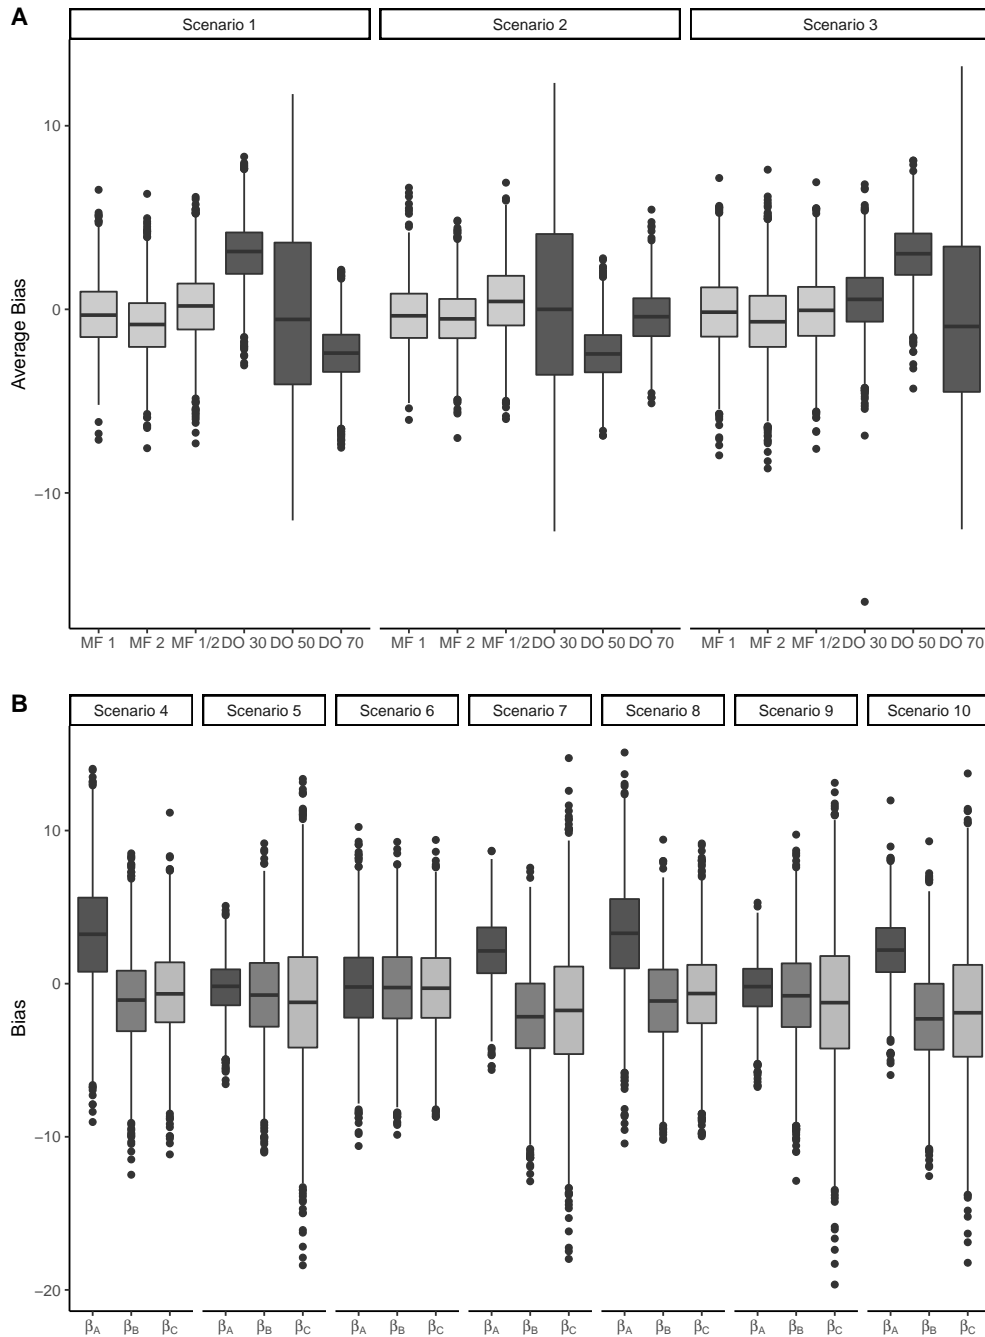 A
Scenario 1 Scenario 2 Scenario 3
10
0
−10
Average Bias
MF 1 MF 2 MF 1/2 DO 30 DO 50 DO 70 MF 1 MF 2 MF 1/2 DO 30 DO 50 DO 70 MF 1 MF 2 MF 1/2 DO 30 DO 50 DO 70
B
Scenario 4 Scenario 5 Scenario 6 Scenario 7 Scenario 8 Scenario 9 Scenario 10
10
0
−10
−20
Bias
βA βB βC βA βB βC βA βB βC βA βB βC βA βB βC βA βB βC βA βB βC